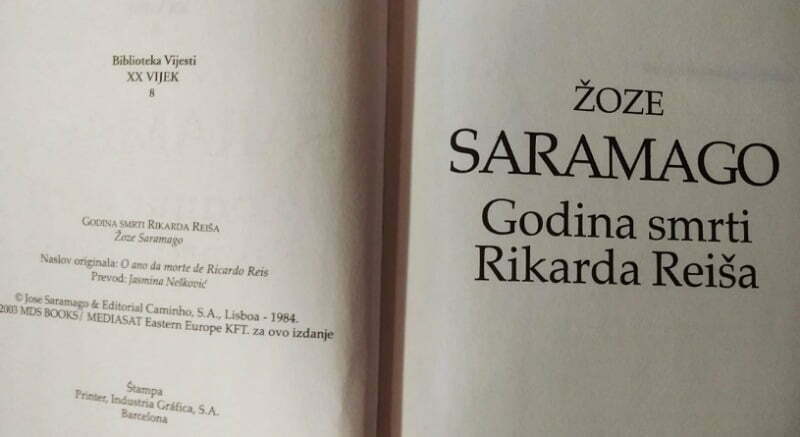 Biblioteka Vijesti
XX VIJEK
8
GODINA SMRTI RIKARDA REIŠA
Žoze Saramago
Naslov originala: O ano da morte de Ricardo Reis
Prevod: Jasmina Nešković
© Jose Saramago & Editorial Caminho, S.A., Lisboa - 1984.
2003 MDS BOOKS/ MEDIASAT Eastern Europe KFT. za ovo izdanje
Štampa
Printer, Industria Gráfica, S.A.
Barcelona
ŽOZE
SARAMAGO
Godina smrti
Rikarda Reiša